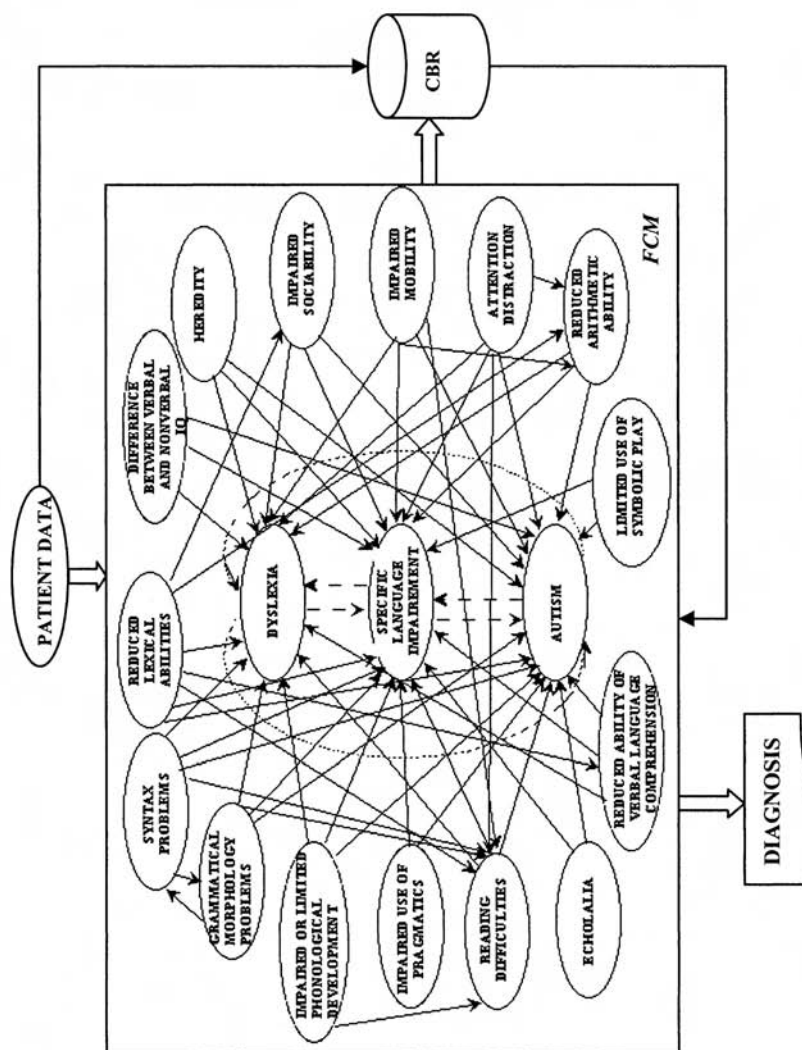 PATIENT DATA
CBR
FCM
DIFFERENCE
BETWEEN VERBAL
AND NONVERBAL
IQ
HEREDITY
IMPAIRED
SOCIABILITY
IMPAIRED
MOBILITY
ATTENTION
DISTRACTION
REDUCED
ARITHMETIC
ABILITY
LIMITED USE OF
SYMBOLIC PLAY
REDUCED
LEXICAL
ABILITIES
DYSLEXIA
SPECIFIC
LANGUAGE
IMPAIREMENT
AUTISM
REDUCED ABILITY OF
VERBAL LANGUAGE
COMPREHENSION
SYNTAX
PROBLEMS
GRAMMATICAL
MORPHOLOGY
PROBLEMS
IMPAIRED OR LIMITED
PHONOLOGICAL
DEVELOPMENT
IMPAIRED USE OF
PRAGMATICS
READING
DIFFICULTIES
ECHOLALIA
DIAGNOSIS